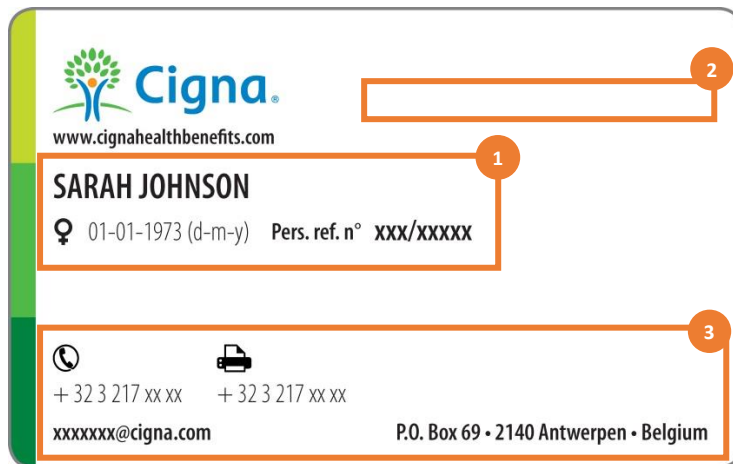 Cigna®
2
www.cignahealthbenefits.com
1
SARAH JOHNSON
01-01-1973 (d-m-y) Pers. ref. n° xxx/xxxxx
3
+ 32 3 217 xx xx + 32 3 217 xx xx
xxxxxxx@cigna.com P.O. Box 69 • 2140 Antwerpen • Belgium